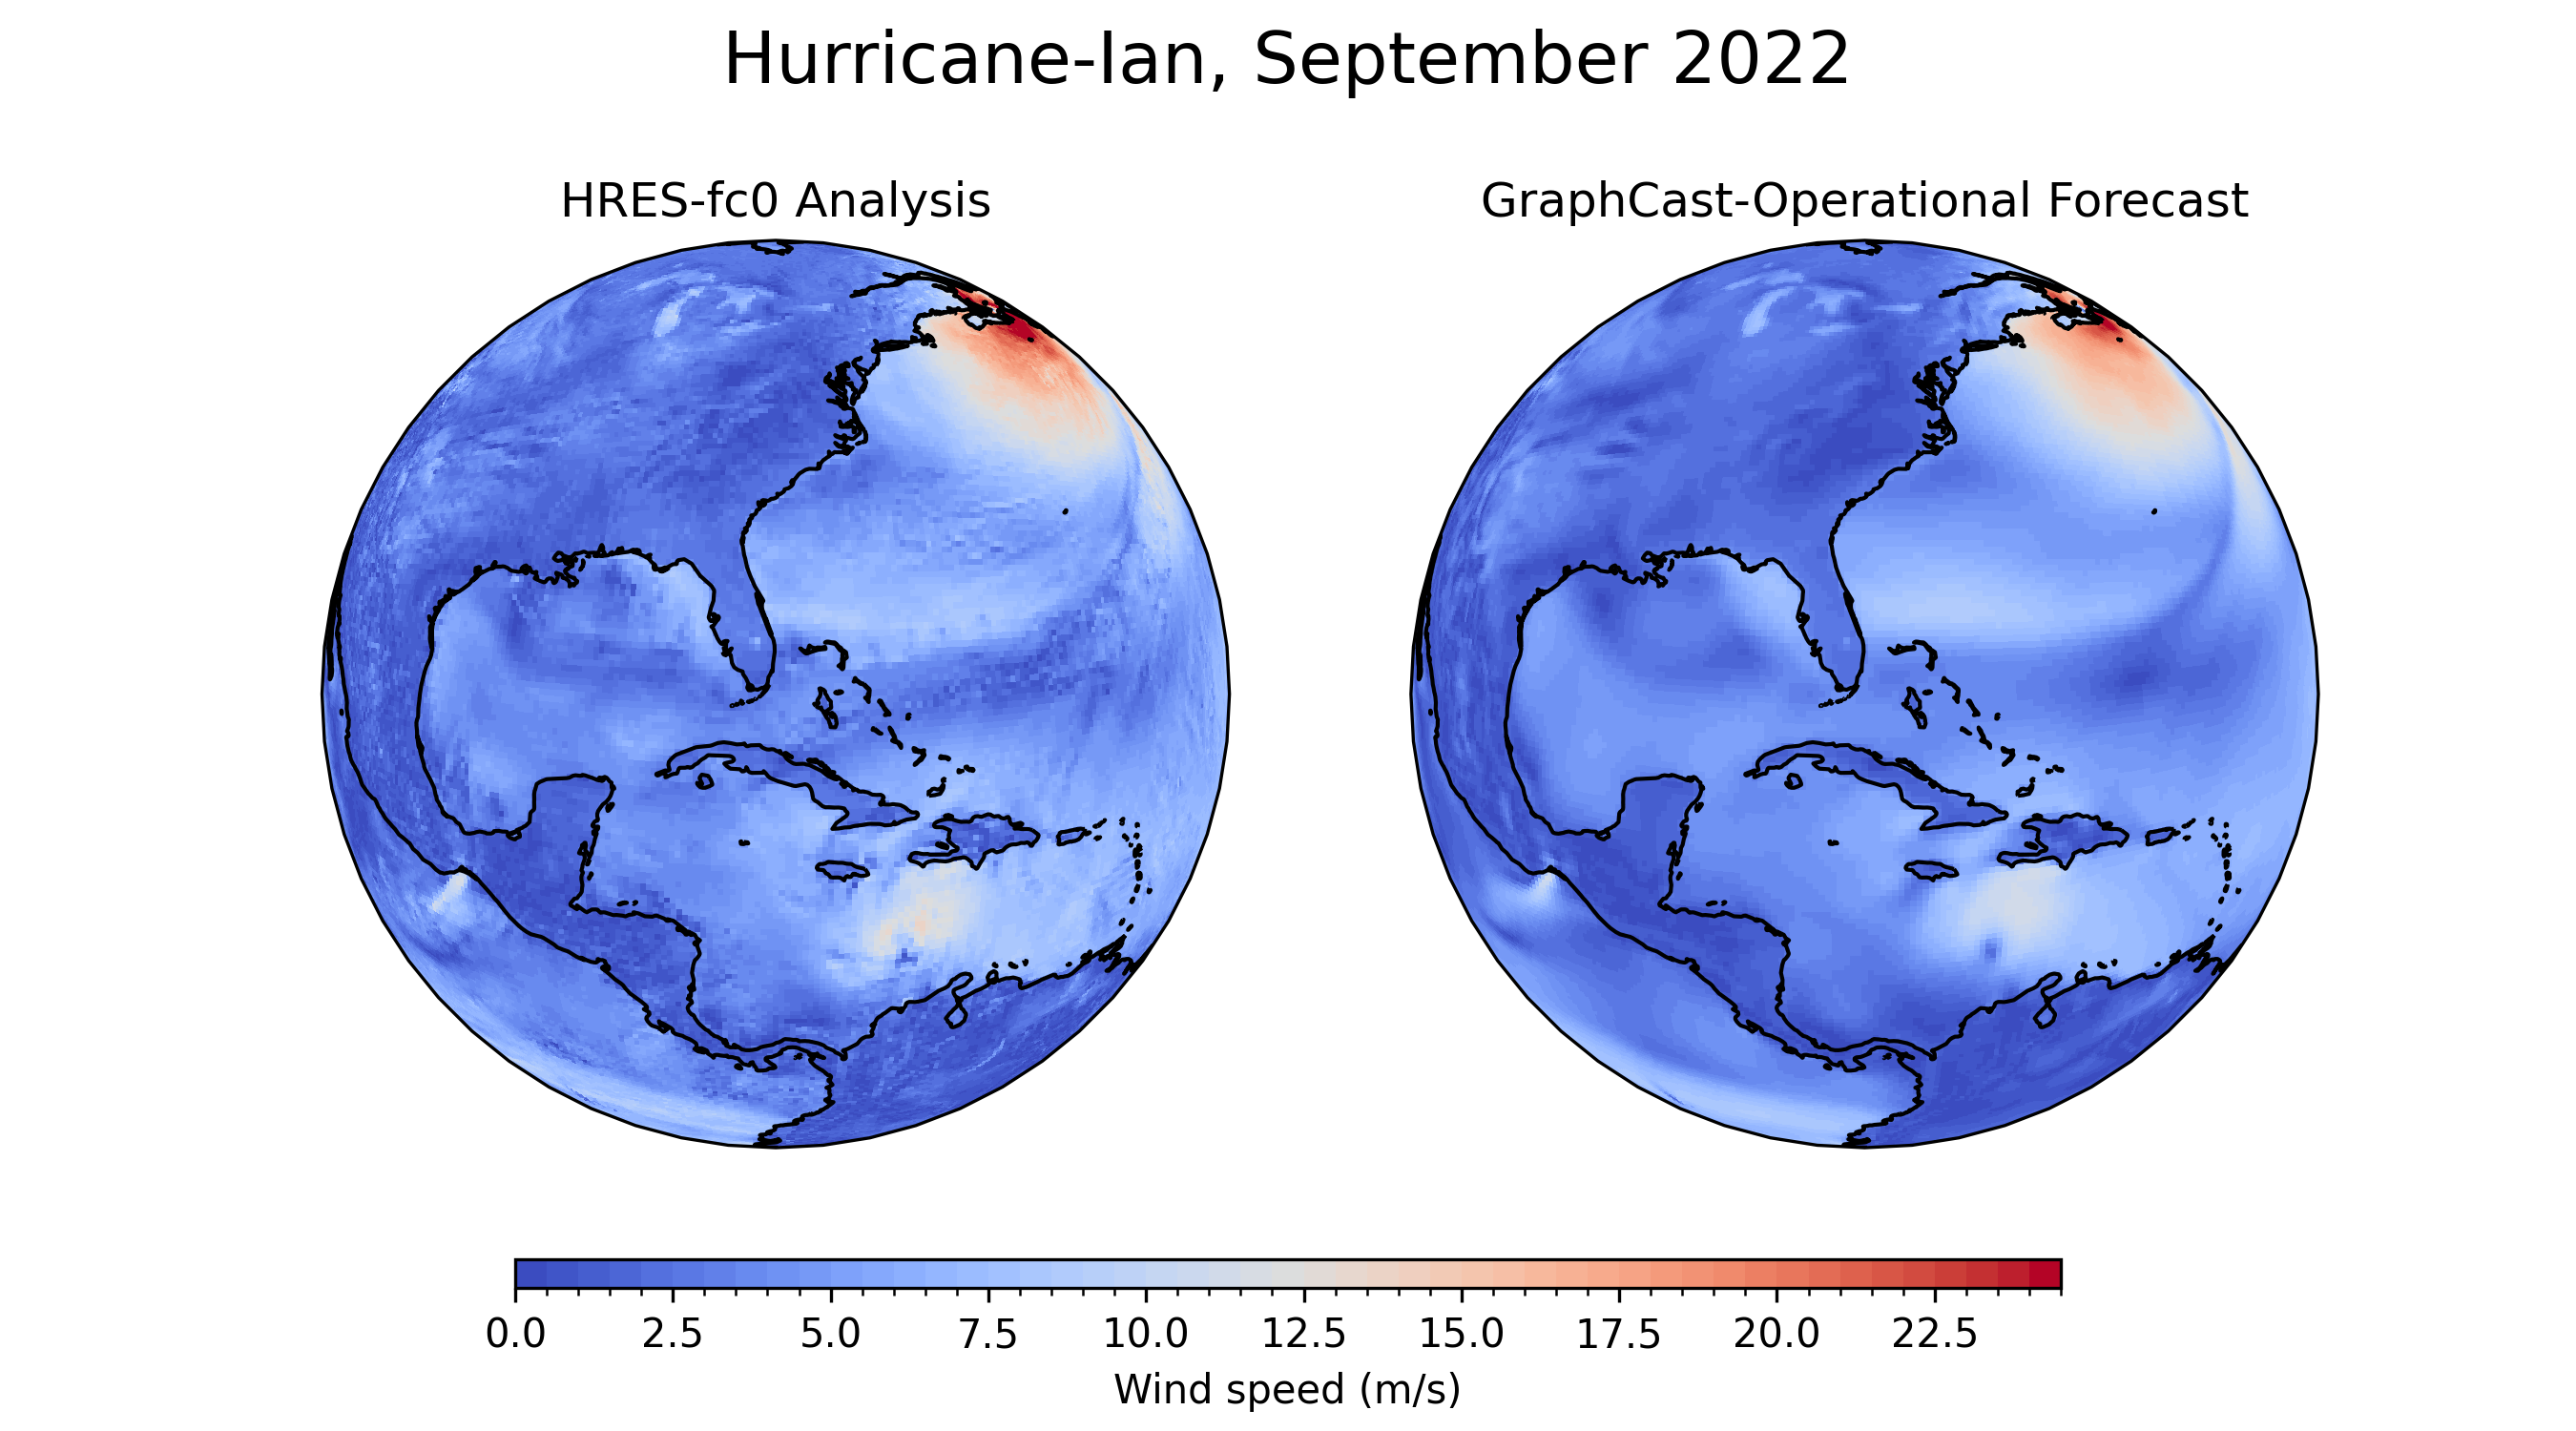 Hurricane-Ian, September 2022
HRES-fc0 Analysis
GraphCast-Operational Forecast
0.0 2.5 5.0 7.5 10.0 12.5 15.0 17.5 20.0 22.5
Wind speed (m/s)